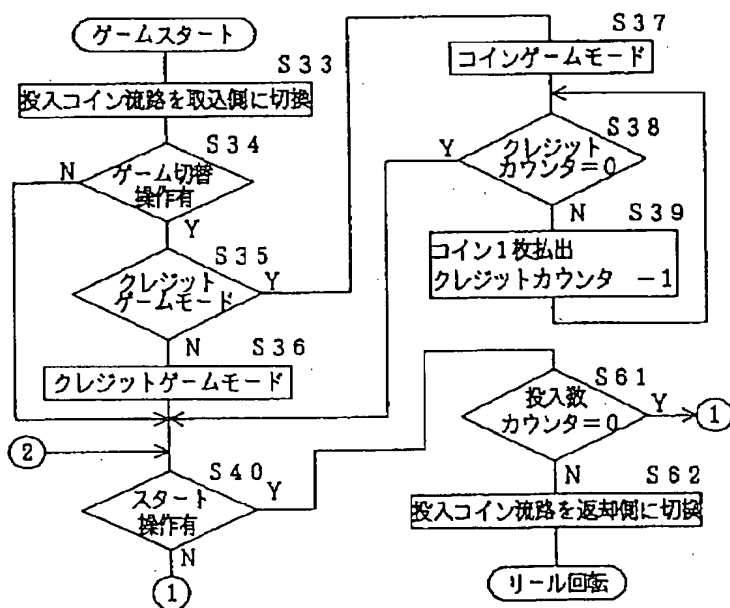 ゲームスタート
S33
投入コイン流路を取込側に切換
S34
N
ゲーム切替
操作有
Y
S35
クレジット
ゲームモード
Y
N
S36
クレジットゲームモード
2
S40
スタート
操作有
Y
N
1
S37
コインゲームモード
S38
Y
クレジット
カウンタ=0
N
S39
コイン1枚払出
クレジットカウンタ -1
S61
投入数
カウンタ=0
Y
1
N
S62
投入コイン流路を返却側に切換
リール回転